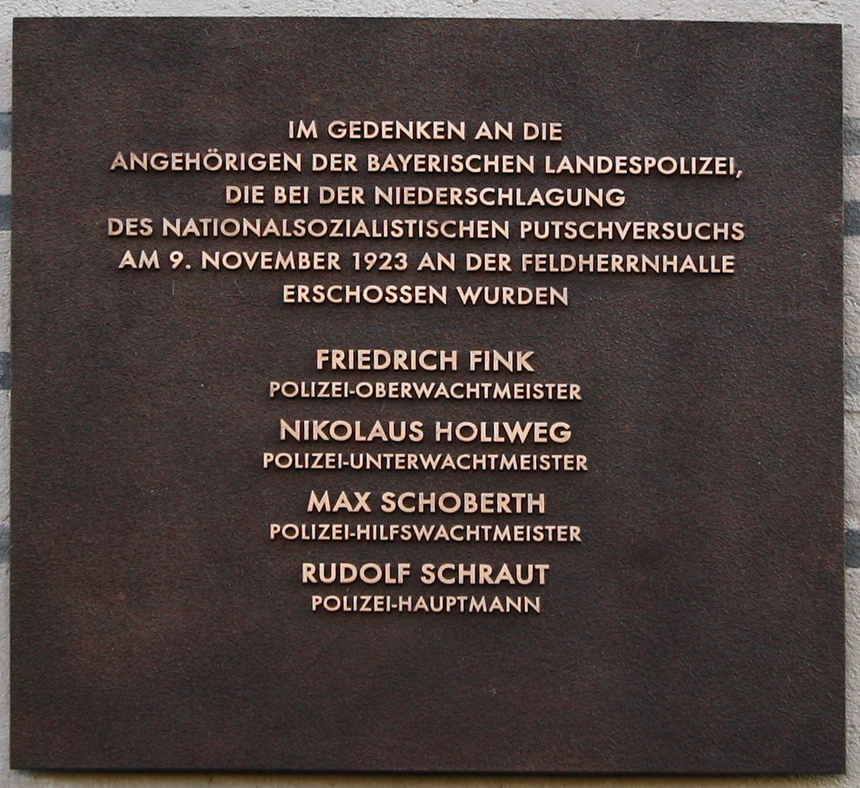 IM GEDENKEN AN DIE
ANGEHÖRIGEN DER BAYERISCHEN LANDESPOLIZEI,
DIE BEI DER NIEDERSCHLAGUNG
DES NATIONALSOZIALISTISCHEN PUTSCHVERSUCHS
AM 9. NOVEMBER 1923 AN DER FELDHERRNHALLE
ERSCHOSSEN WURDEN
FRIEDRICH FINK
POLIZEI-OBERWACHTMEISTER
NIKOLAUS HOLLWEG
POLIZEI-UNTERWACHTMEISTER
MAX SCHOBERTH
POLIZEI-HILFSWACHTMEISTER
RUDOLF SCHRAUT
POLIZEI-HAUPTMANN